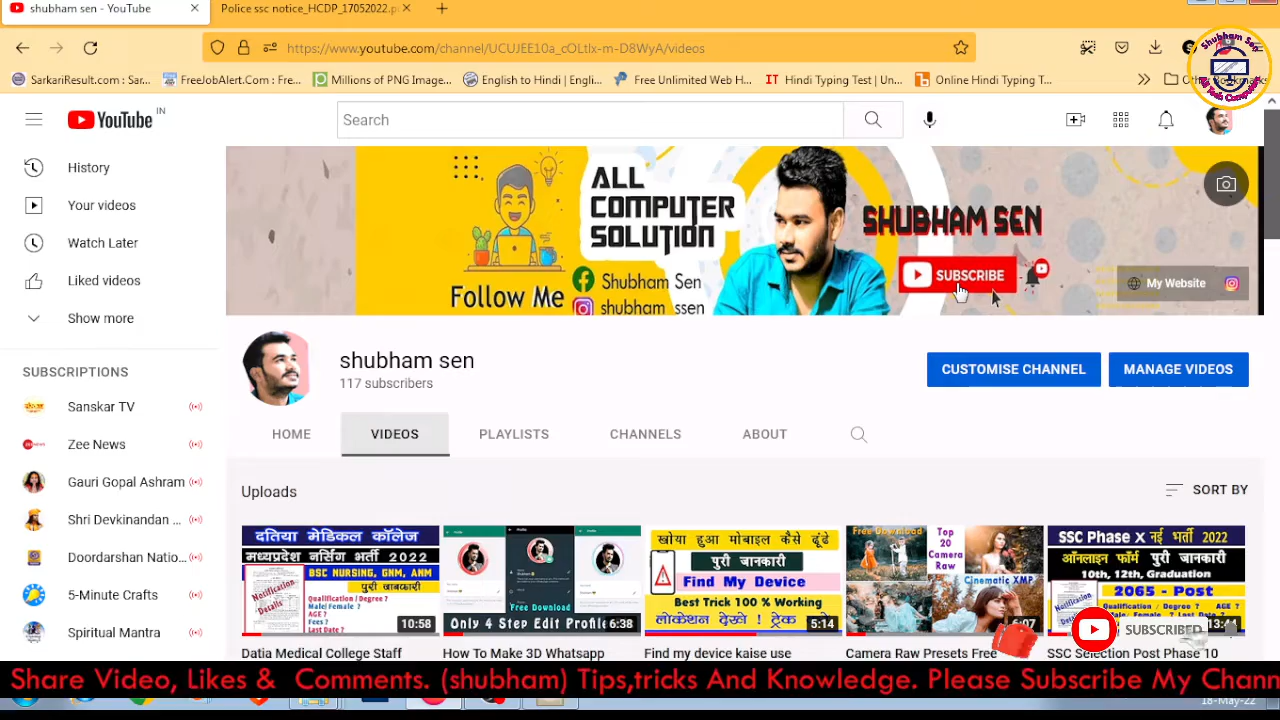 shubham sen - YouTube
Police ssc notice_HCDP_17052022.p
https://www.youtube.com/channel/UCUJEE10a_cOLtlx-m-D8WyA/videos
SarkariResult.com : Sar...
FreeJobAlert.Com : Fre...
Millions of PNG Image...
English to Hindi | Engli...
Free Unlimited Web H...
IT Hindi Typing Test | Un...
Online Hindi Typing T...
Shubham Sen
YouTube IN
Search
History
Your videos
Watch Later
Liked videos
Show more
SUBSCRIPTIONS
Sanskar TV
Zee News
Gauri Gopal Ashram
Shri Devkinandan ...
Doordarshan Natio...
5-Minute Crafts
Spiritual Mantra
ALL
COMPUTER
SOLUTION
Follow Me
Shubham Sen
shubham ssen
SHUBHAM SEN
SUBSCRIBE
My Website
shubham sen
117 subscribers
CUSTOMISE CHANNEL
MANAGE VIDEOS
HOME
VIDEOS
PLAYLISTS
CHANNELS
ABOUT
Uploads
SORT BY
दतिया मेडिकल कॉलेज
मध्यप्रदेश नर्सिंग भर्ती 2022
BSC NURSING, GNM, ANM
पुरी जानकारी
Notification
Details
Qualification / Degree ?
Male/ Female ?
AGE ?
Fees ?
Last Date ?
10:58
Datia Medical College Staff
Free Download
Only 4 Step Edit Profile
6:38
How To Make 3D Whatsapp
खोया हुआ मोबाइल कैसे ढूंढे
पुरी जानकारी
Find My Device
Best Trick 100 % Working
लोकेशन देखे ! ट्रेक
5:14
Find my device kaise use
Free Download
Top
20
Camera
Raw
Cinematic XMP
6:07
Camera Raw Presets Free
SSC Phase X नई भर्ती 2022
ऑनलाइन फॉर्म पुरी जानकारी
10th, 12th, Graduation
2065 - Post
Notification
Qualification / Degree ?
13:44
SSC Selection Post Phase 10
SUBSCRIBED
Share Video, Likes & Comments. (shubham) Tips,tricks And Knowledge. Please Subscribe My Chann
18-May-22